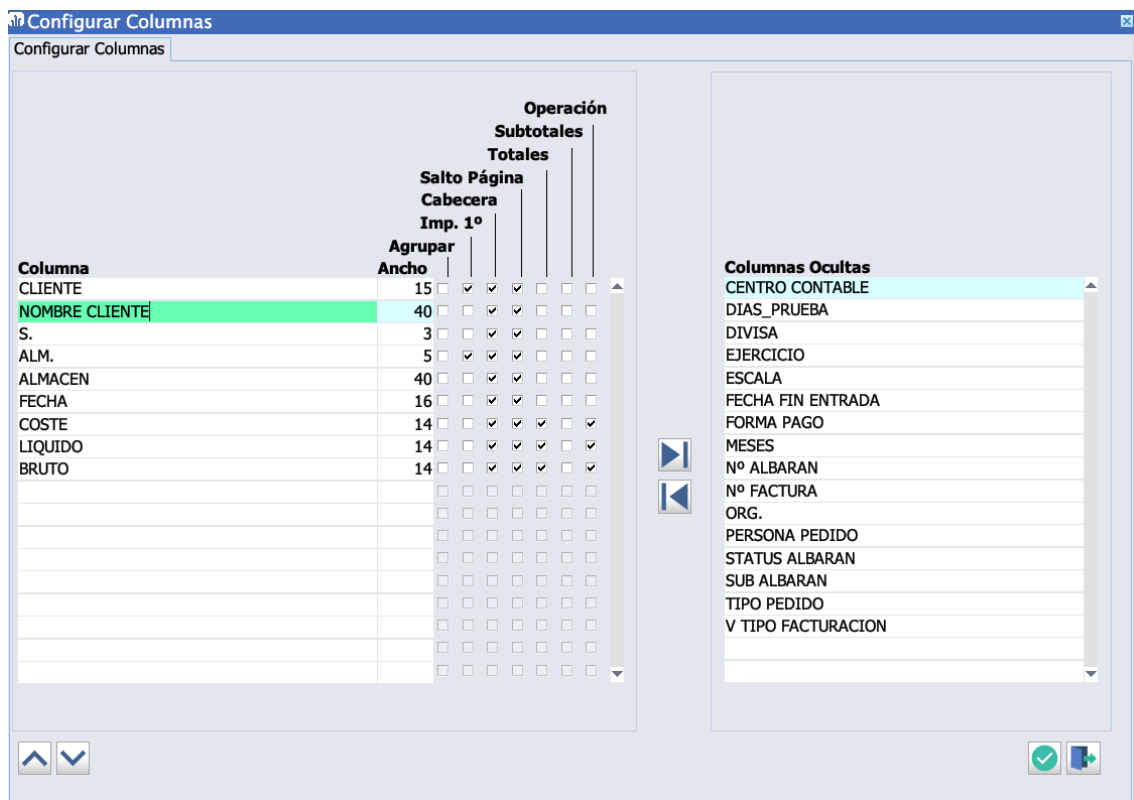 Configurar Columnas
Configurar Columnas
Operación
Subtotales
Totales
Salto Página
Cabecera
Imp. 1º
Agrupar
Columna Ancho
CLIENTE 15
NOMBRE CLIENTE 40
S. 3
ALM. 5
ALMACEN 40
FECHA 16
COSTE 14
LIQUIDO 14
BRUTO 14
Columnas Ocultas
CENTRO CONTABLE
DIAS_PRUEBA
DIVISA
EJERCICIO
ESCALA
FECHA FIN ENTRADA
FORMA PAGO
MESES
Nº ALBARAN
Nº FACTURA
ORG.
PERSONA PEDIDO
STATUS ALBARAN
SUB ALBARAN
TIPO PEDIDO
V TIPO FACTURACION